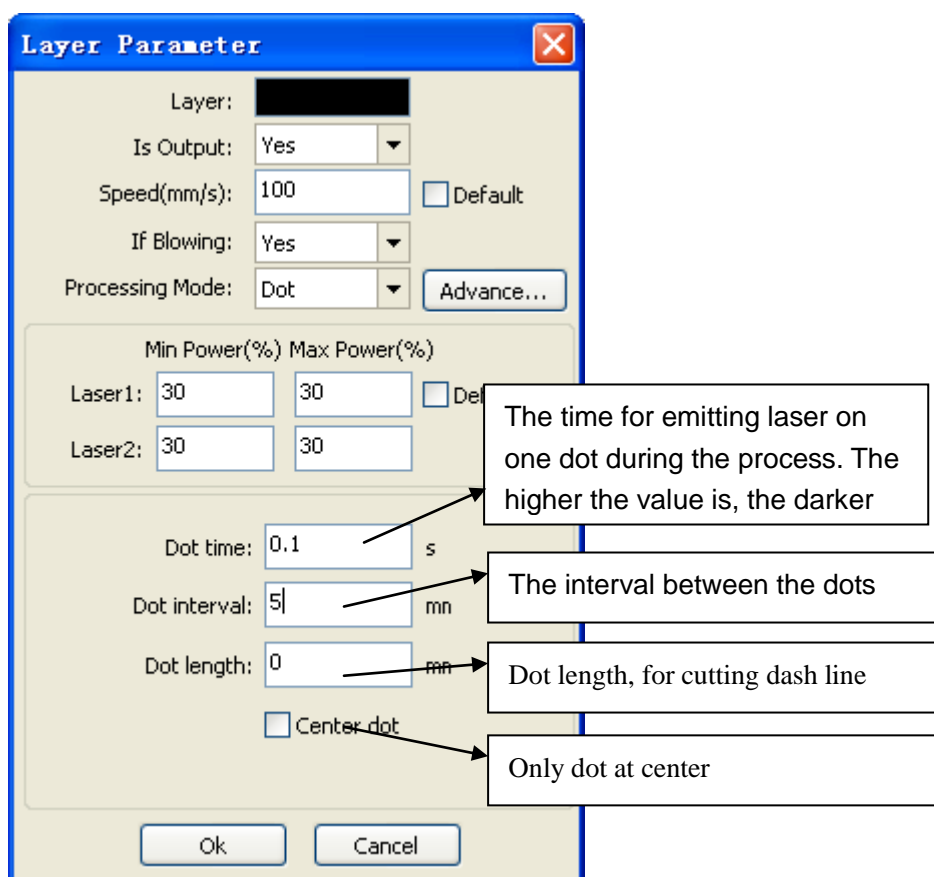 Layer Parameter
Layer:
Is Output: Yes
Speed(mm/s): 100 Default
If Blowing: Yes
Processing Mode: Dot Advance...
Min Power(%) Max Power(%)
Laser1: 30 30
Laser2: 30 30
The time for emitting laser on
one dot during the process. The
higher the value is, the darker
Dot time: 0.1 s
The interval between the dots
Dot interval: 5 mn
Dot length: 0 mn
Dot length, for cutting dash line
Center dot
Only dot at center
Ok Cancel